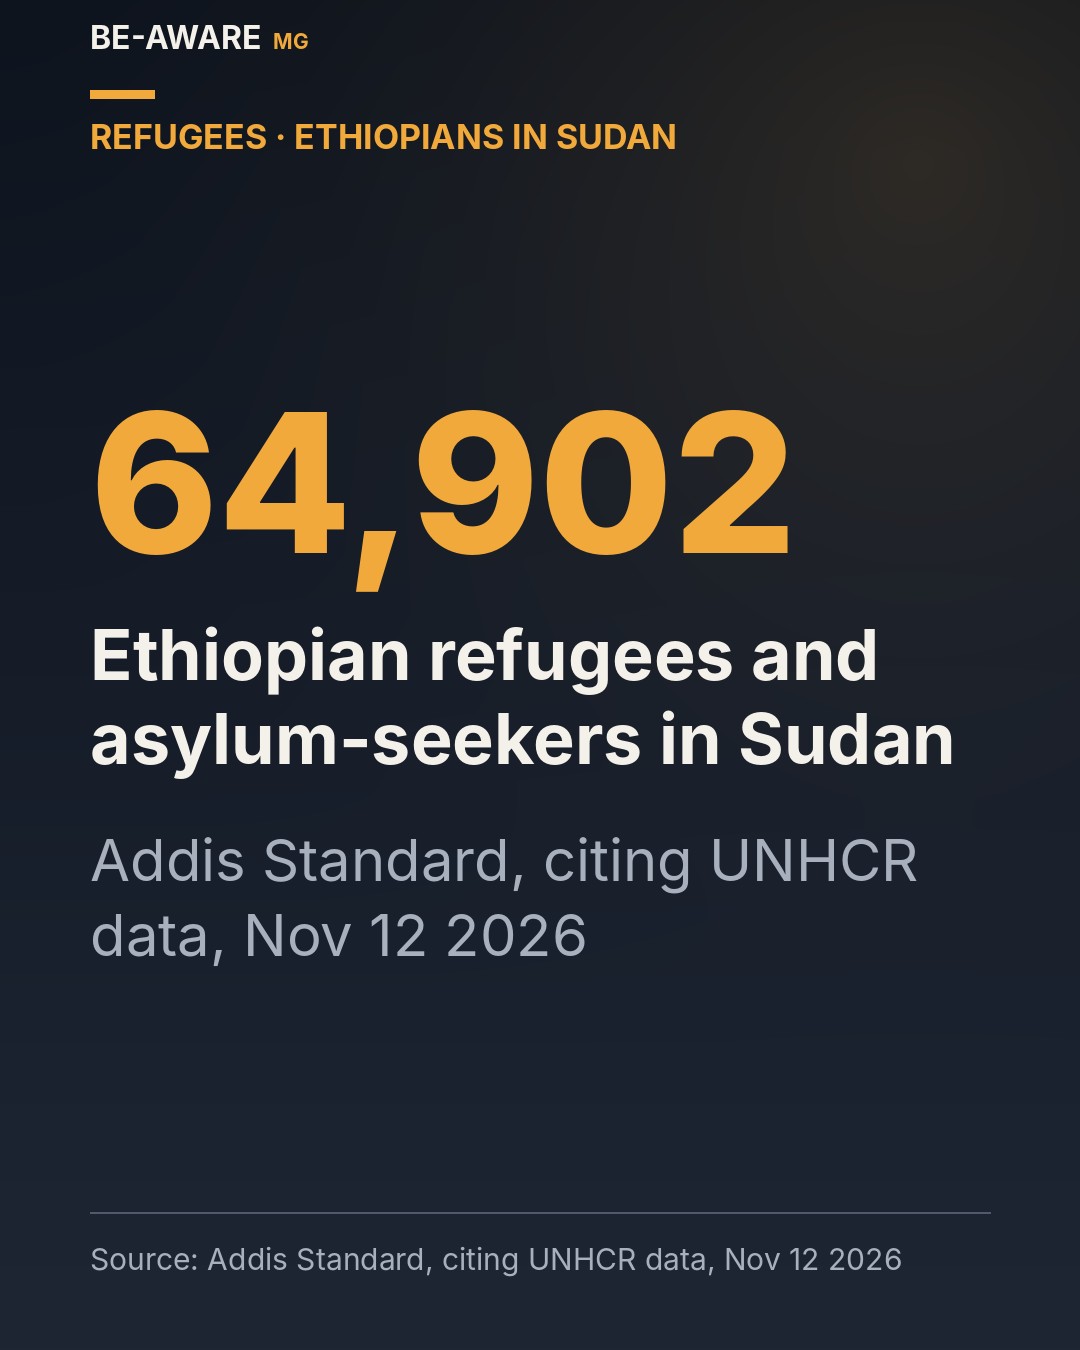 BE-AWARE MG
REFUGEES · ETHIOPIANS IN SUDAN
64,902
Ethiopian refugees and
asylum-seekers in Sudan
Addis Standard, citing UNHCR
data, Nov 12 2026
Source: Addis Standard, citing UNHCR data, Nov 12 2026